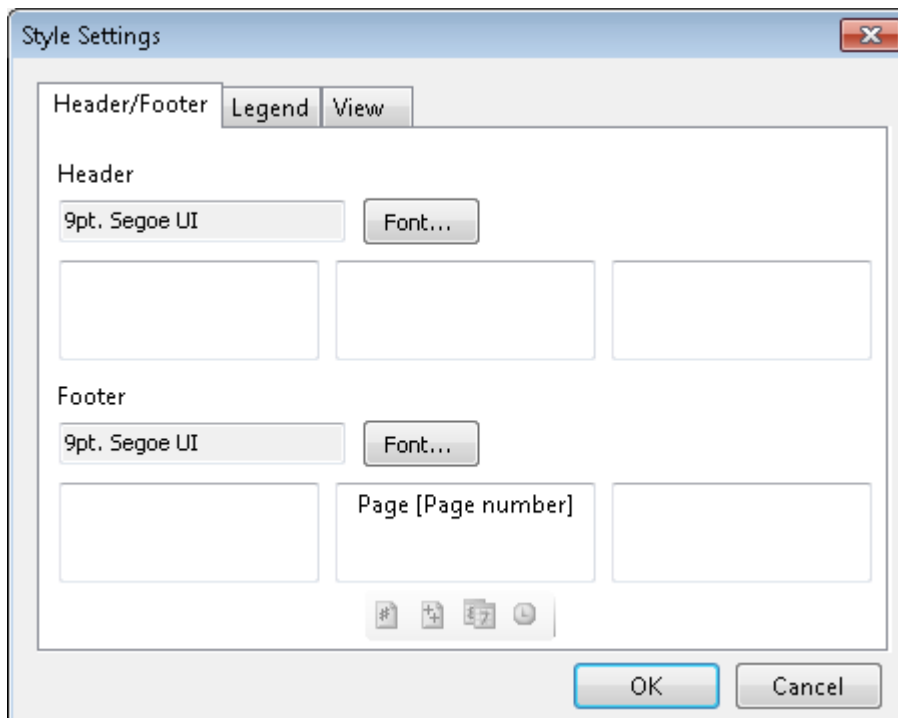 Style Settings
Header/Footer Legend View
Header
9pt. Segoe UI Font...
Footer
9pt. Segoe UI Font...
Page [Page number]
OK Cancel